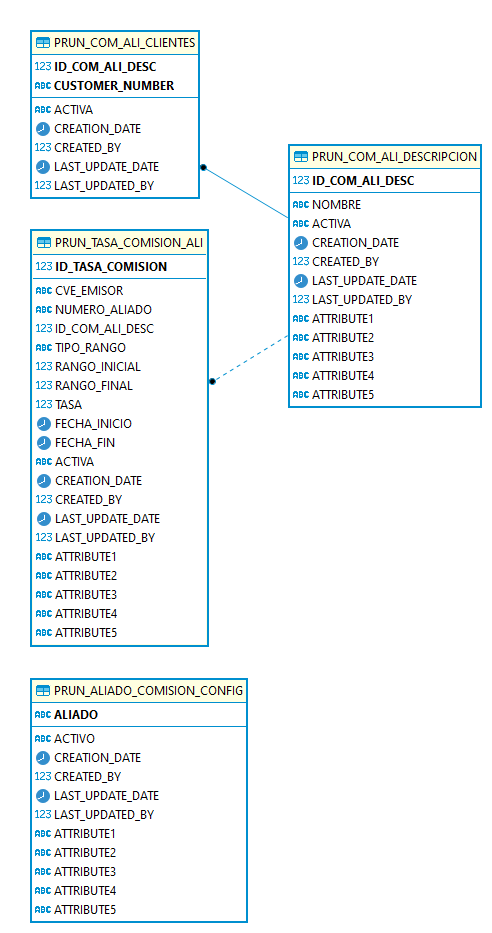 PRUN_COM_ALI_CLIENTES
123 ID_COM_ALI_DESC
ABC CUSTOMER_NUMBER
ABC ACTIVA
CREATION_DATE
123 CREATED_BY
LAST_UPDATE_DATE
123 LAST_UPDATED_BY
PRUN_COM_ALI_DESCRIPCION
123 ID_COM_ALI_DESC
ABC NOMBRE
ABC ACTIVA
CREATION_DATE
123 CREATED_BY
LAST_UPDATE_DATE
123 LAST_UPDATED_BY
ABC ATTRIBUTE1
ABC ATTRIBUTE2
ABC ATTRIBUTE3
ABC ATTRIBUTE4
ABC ATTRIBUTE5
PRUN_TASA_COMISION_ALI
123 ID_TASA_COMISION
ABC CVE_EMISOR
ABC NUMERO_ALIADO
123 ID_COM_ALI_DESC
ABC TIPO_RANGO
123 RANGO_INICIAL
123 RANGO_FINAL
123 TASA
FECHA_INICIO
FECHA_FIN
ABC ACTIVA
CREATION_DATE
123 CREATED_BY
LAST_UPDATE_DATE
123 LAST_UPDATED_BY
ABC ATTRIBUTE1
ABC ATTRIBUTE2
ABC ATTRIBUTE3
ABC ATTRIBUTE4
ABC ATTRIBUTE5
PRUN_ALIADO_COMISION_CONFIG
ABC ALIADO
ABC ACTIVO
CREATION_DATE
123 CREATED_BY
LAST_UPDATE_DATE
123 LAST_UPDATED_BY
ABC ATTRIBUTE1
ABC ATTRIBUTE2
ABC ATTRIBUTE3
ABC ATTRIBUTE4
ABC ATTRIBUTE5